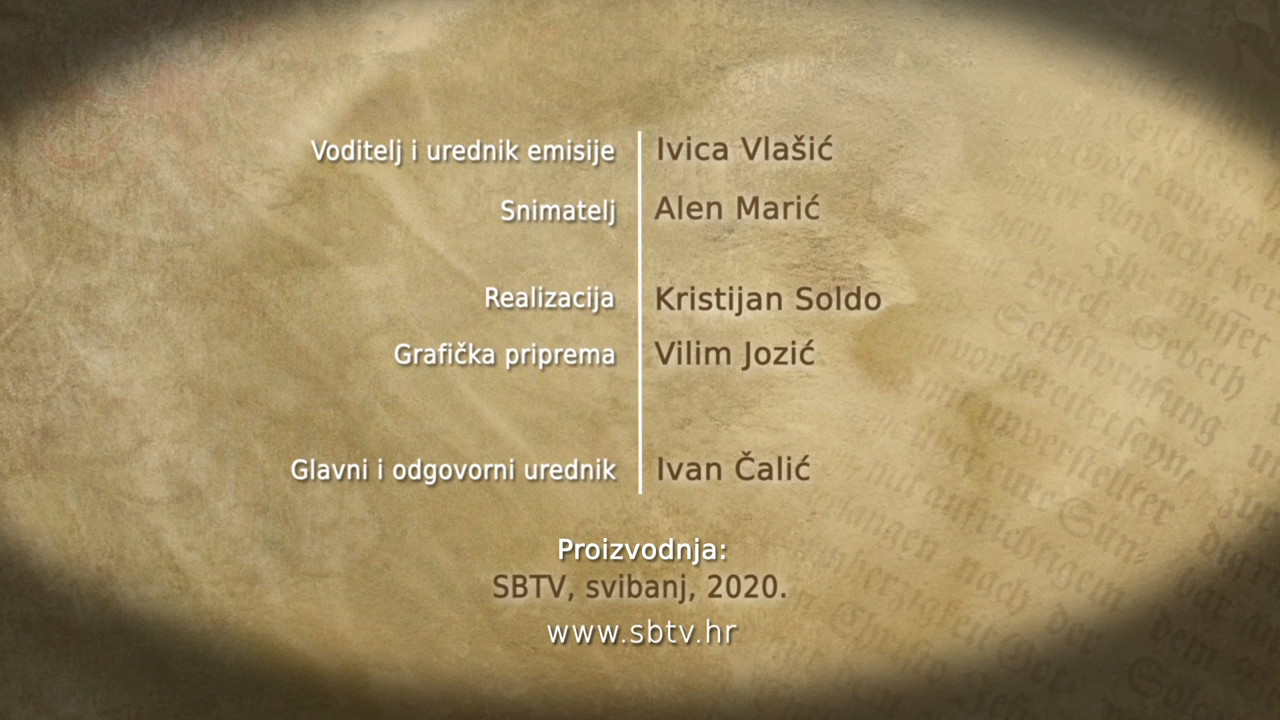 Voditelj i urednik emisije Ivica Vlašić
Snimatelj Alen Marić
Realizacija Kristijan Soldo
Grafička priprema Vilim Jozić
Glavni i odgovorni urednik Ivan Čalić
Proizvodnja:
SBTV, svibanj, 2020.
www.sbtv.hr